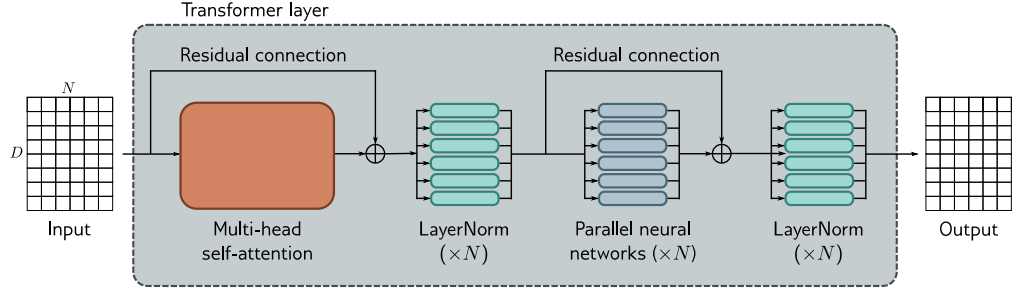 Transformer layer
Residual connection
Residual connection
N
D
Input
Multi-head
self-attention
LayerNorm
(×N)
Parallel neural
networks (×N)
LayerNorm
(×N)
Output